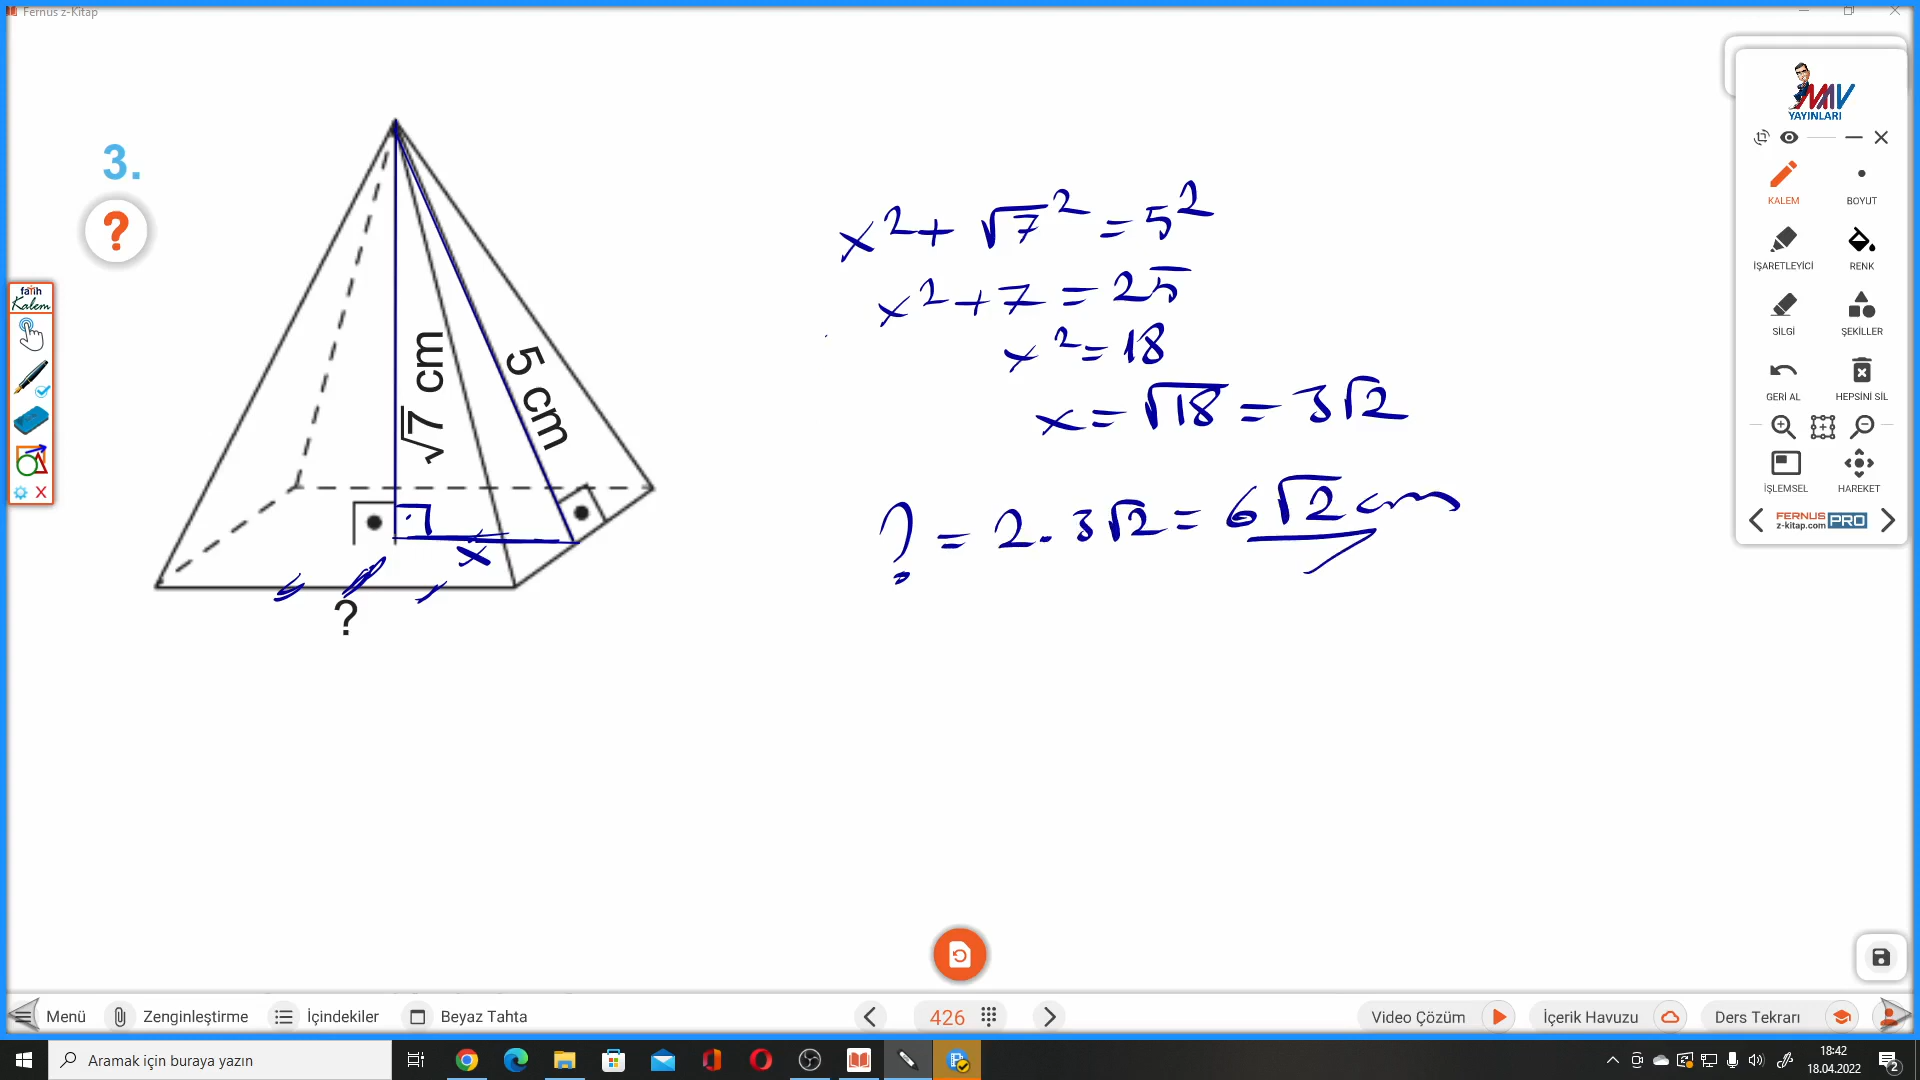 Fernus z-Kitap
3.
?
fatih
Kalem
√7 cm
5 cm
x
?
x² + √7² = 5²
x² + 7 = 25
x² = 18
x = √18 = 3√2
? = 2 . 3√2 = 6√2 cm
MAV
YAYINLARI
KALEM
BOYUT
İŞARETLEYİCİ
RENK
SİLGİ
ŞEKİLLER
GERİ AL
HEPSİNİ SİL
İŞLEMSEL
HAREKET
FERNUS
z-kitap.com PRO
Menü
Zenginleştirme
İçindekiler
Beyaz Tahta
426
Video Çözüm
İçerik Havuzu
Ders Tekrarı
Aramak için buraya yazın
18:42
18.04.2022
2